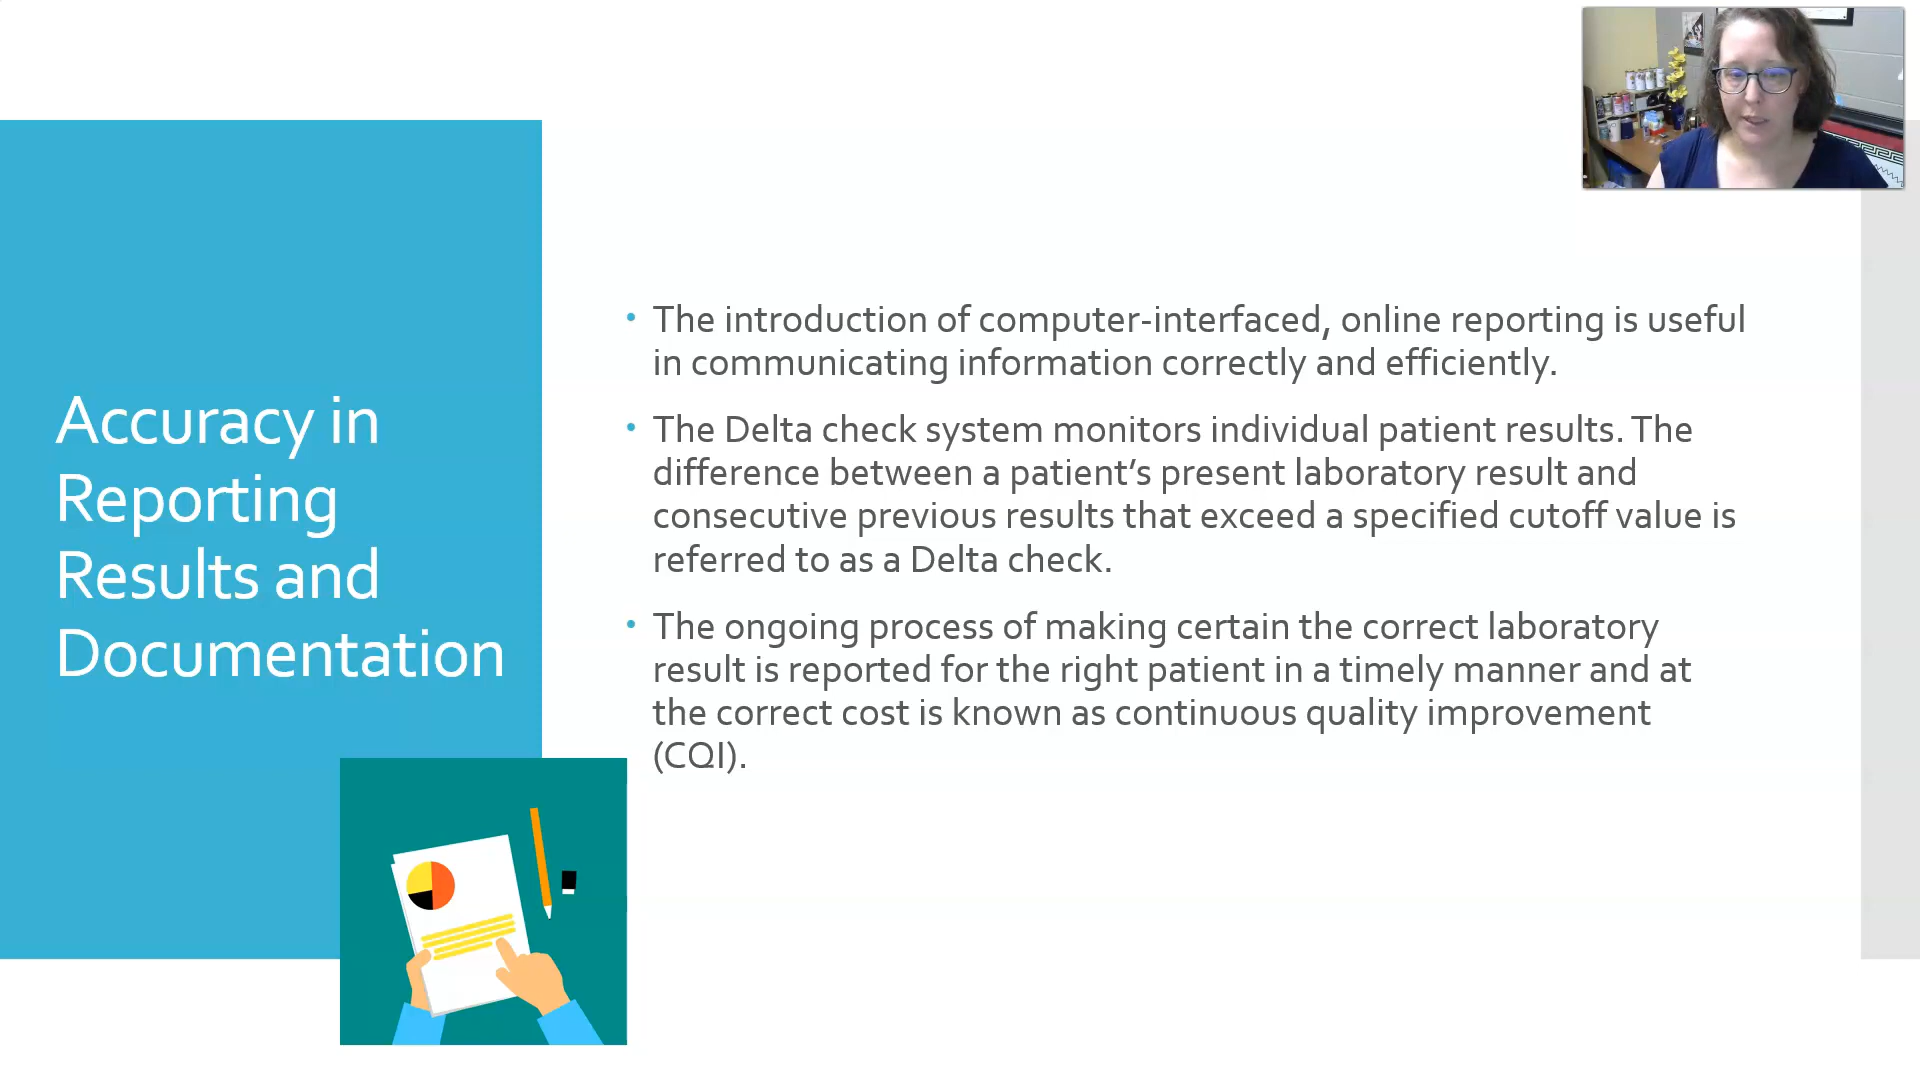 Accuracy in
Reporting
Results and
Documentation
• The introduction of computer-interfaced, online reporting is useful
in communicating information correctly and efficiently.
• The Delta check system monitors individual patient results. The
difference between a patient’s present laboratory result and
consecutive previous results that exceed a specified cutoff value is
referred to as a Delta check.
• The ongoing process of making certain the correct laboratory
result is reported for the right patient in a timely manner and at
the correct cost is known as continuous quality improvement
(CQI).